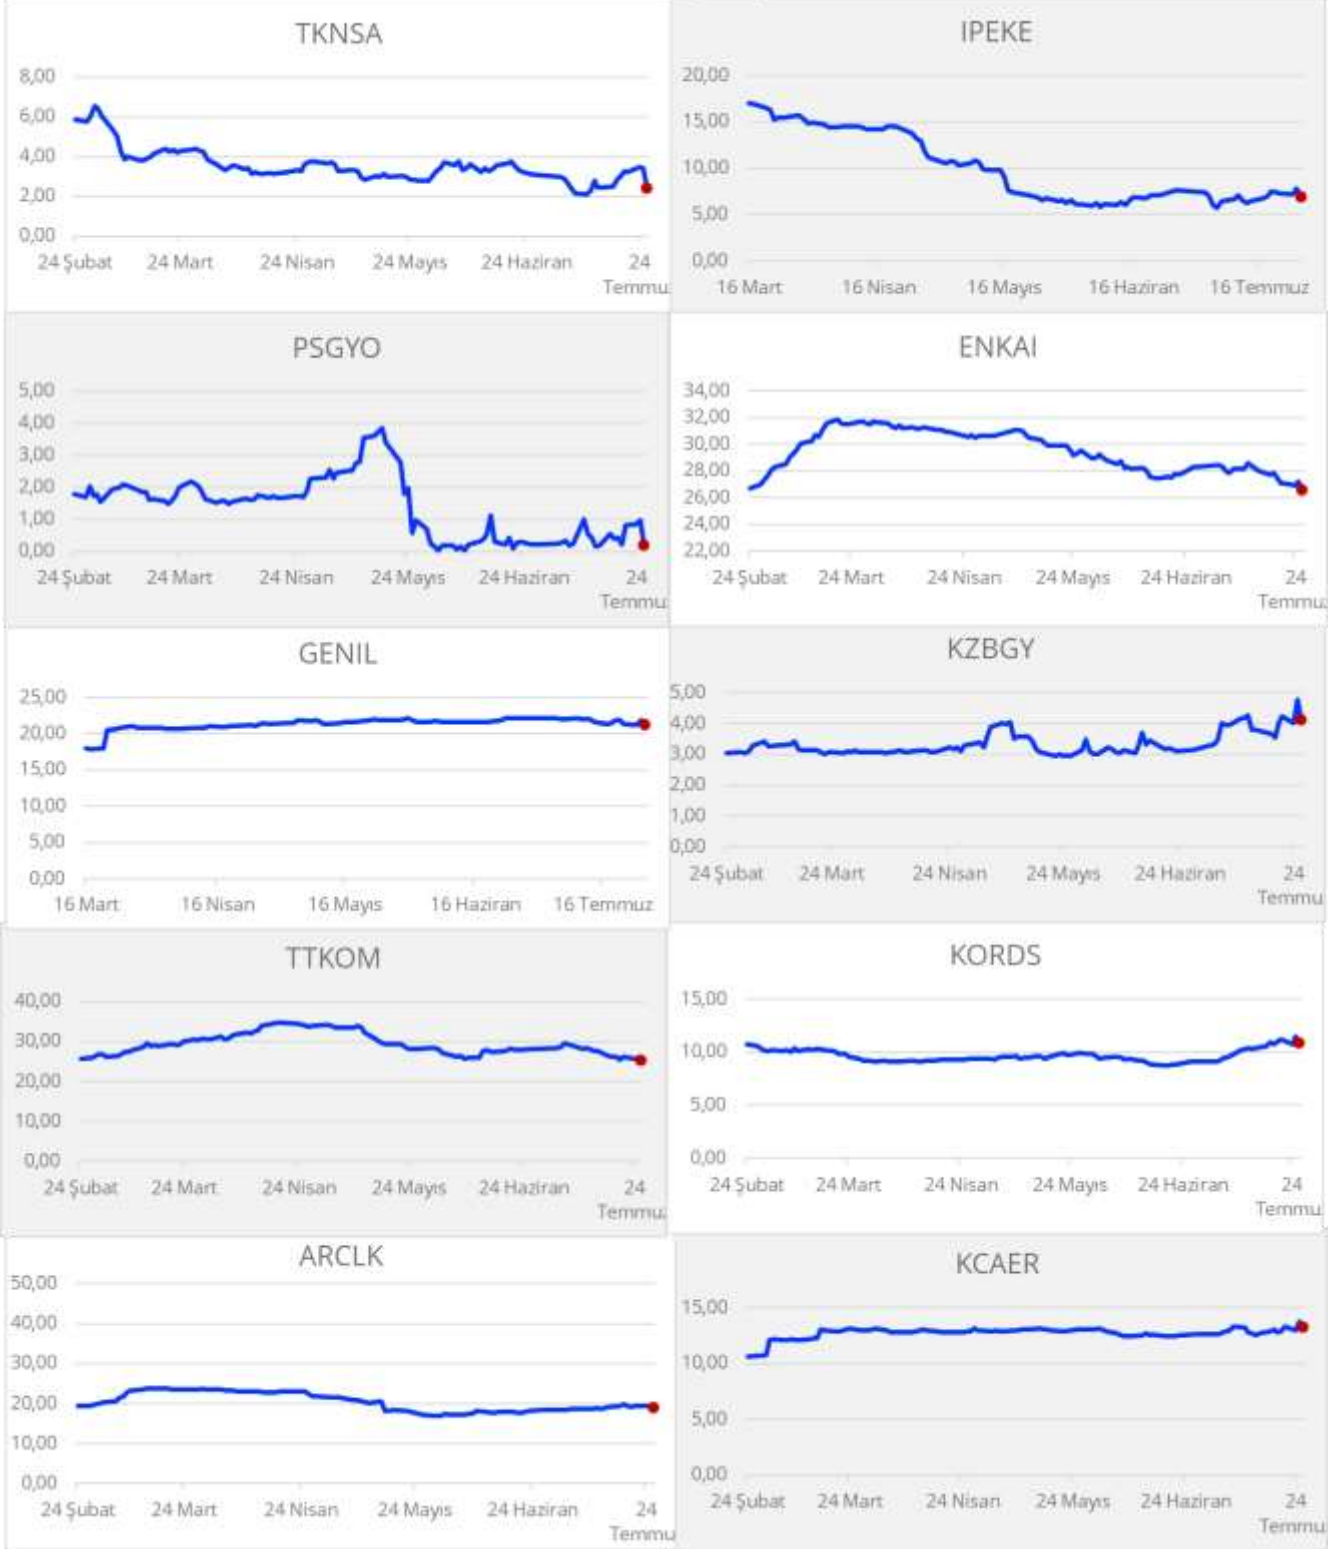 TKNSA
8,00
6,00
4,00
2,00
0,00
24 Şubat 24 Mart 24 Nisan 24 Mayıs 24 Haziran 24
Temmu
IPEKE
20,00
15,00
10,00
5,00
0,00
16 Mart 16 Nisan 16 Mayıs 16 Haziran 16 Temmuz
PSGYO
5,00
4,00
3,00
2,00
1,00
0,00
24 Şubat 24 Mart 24 Nisan 24 Mayıs 24 Haziran 24
Temmu
ENKAI
34,00
32,00
30,00
28,00
26,00
24,00
22,00
24 Şubat 24 Mart 24 Nisan 24 Mayıs 24 Haziran 24
Temmu
GENIL
25,00
20,00
15,00
10,00
5,00
0,00
16 Mart 16 Nisan 16 Mayıs 16 Haziran 16 Temmuz
KZBGY
5,00
4,00
3,00
2,00
1,00
0,00
24 Şubat 24 Mart 24 Nisan 24 Mayıs 24 Haziran 24
Temmu
TTKOM
40,00
30,00
20,00
10,00
0,00
24 Şubat 24 Mart 24 Nisan 24 Mayıs 24 Haziran 24
Temmu
KORDS
15,00
10,00
5,00
0,00
24 Şubat 24 Mart 24 Nisan 24 Mayıs 24 Haziran 24
Temmu
ARCLK
50,00
40,00
30,00
20,00
10,00
0,00
24 Şubat 24 Mart 24 Nisan 24 Mayıs 24 Haziran 24
Temmu
KCAER
15,00
10,00
5,00
0,00
24 Şubat 24 Mart 24 Nisan 24 Mayıs 24 Haziran 24
Temmu